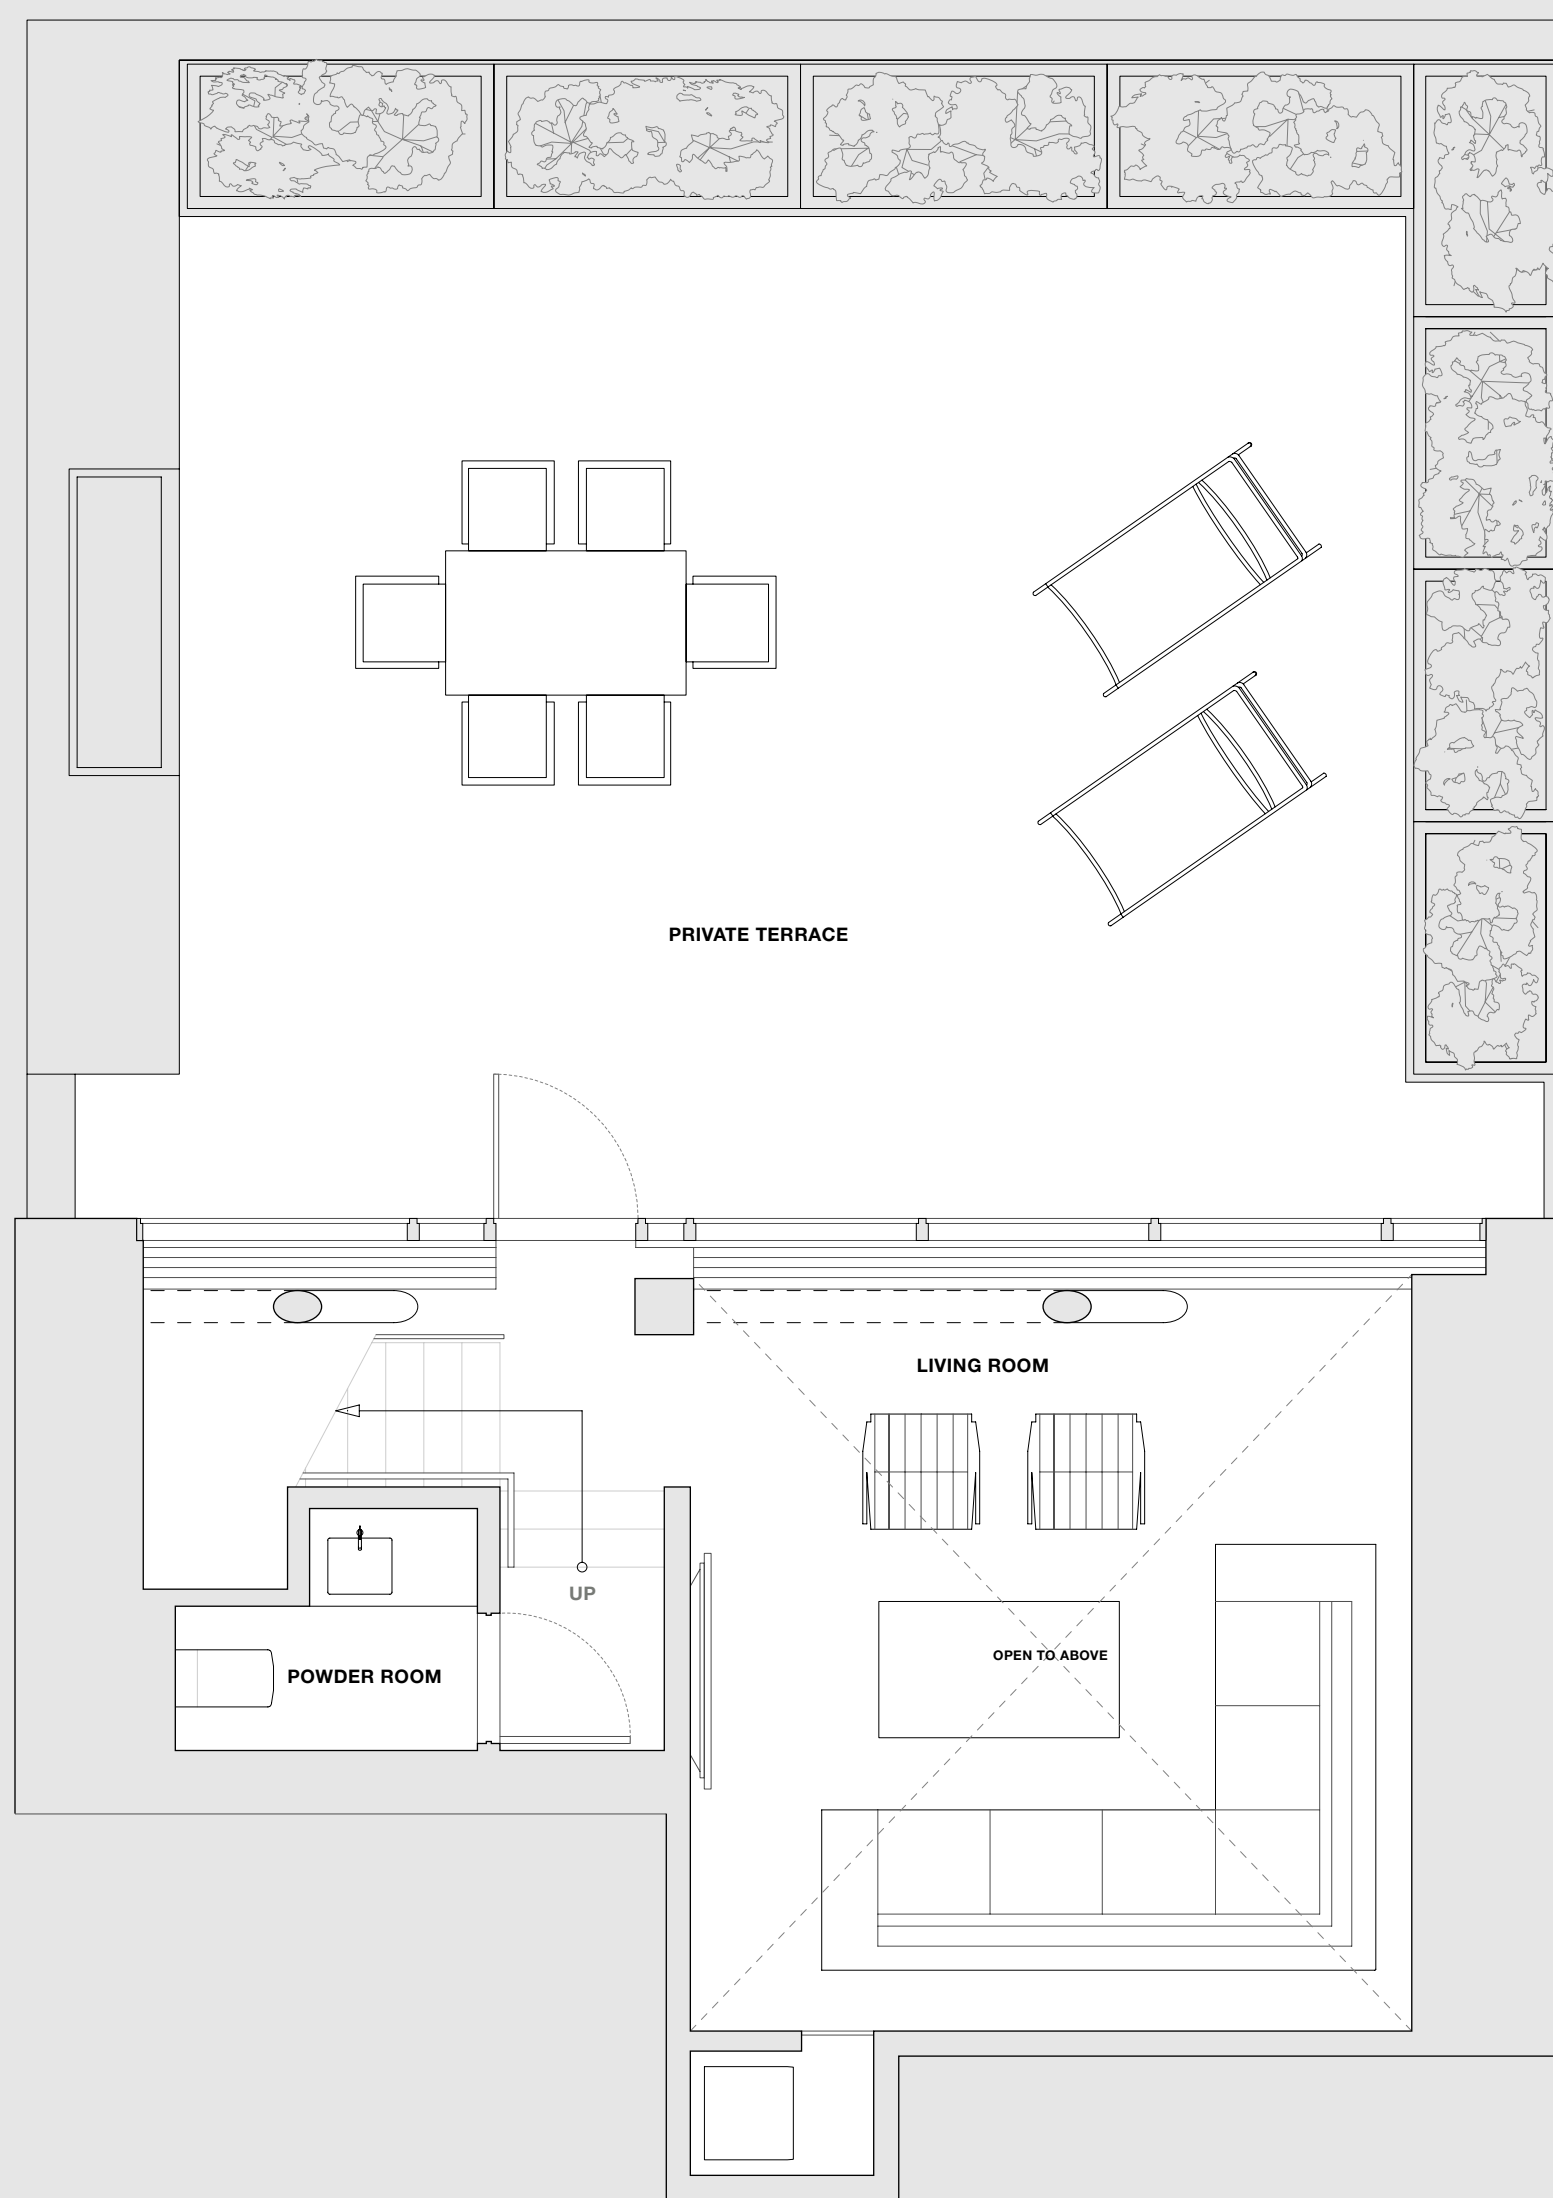 PRIVATE TERRACE
LIVING ROOM
UP
OPEN TO ABOVE
POWDER ROOM